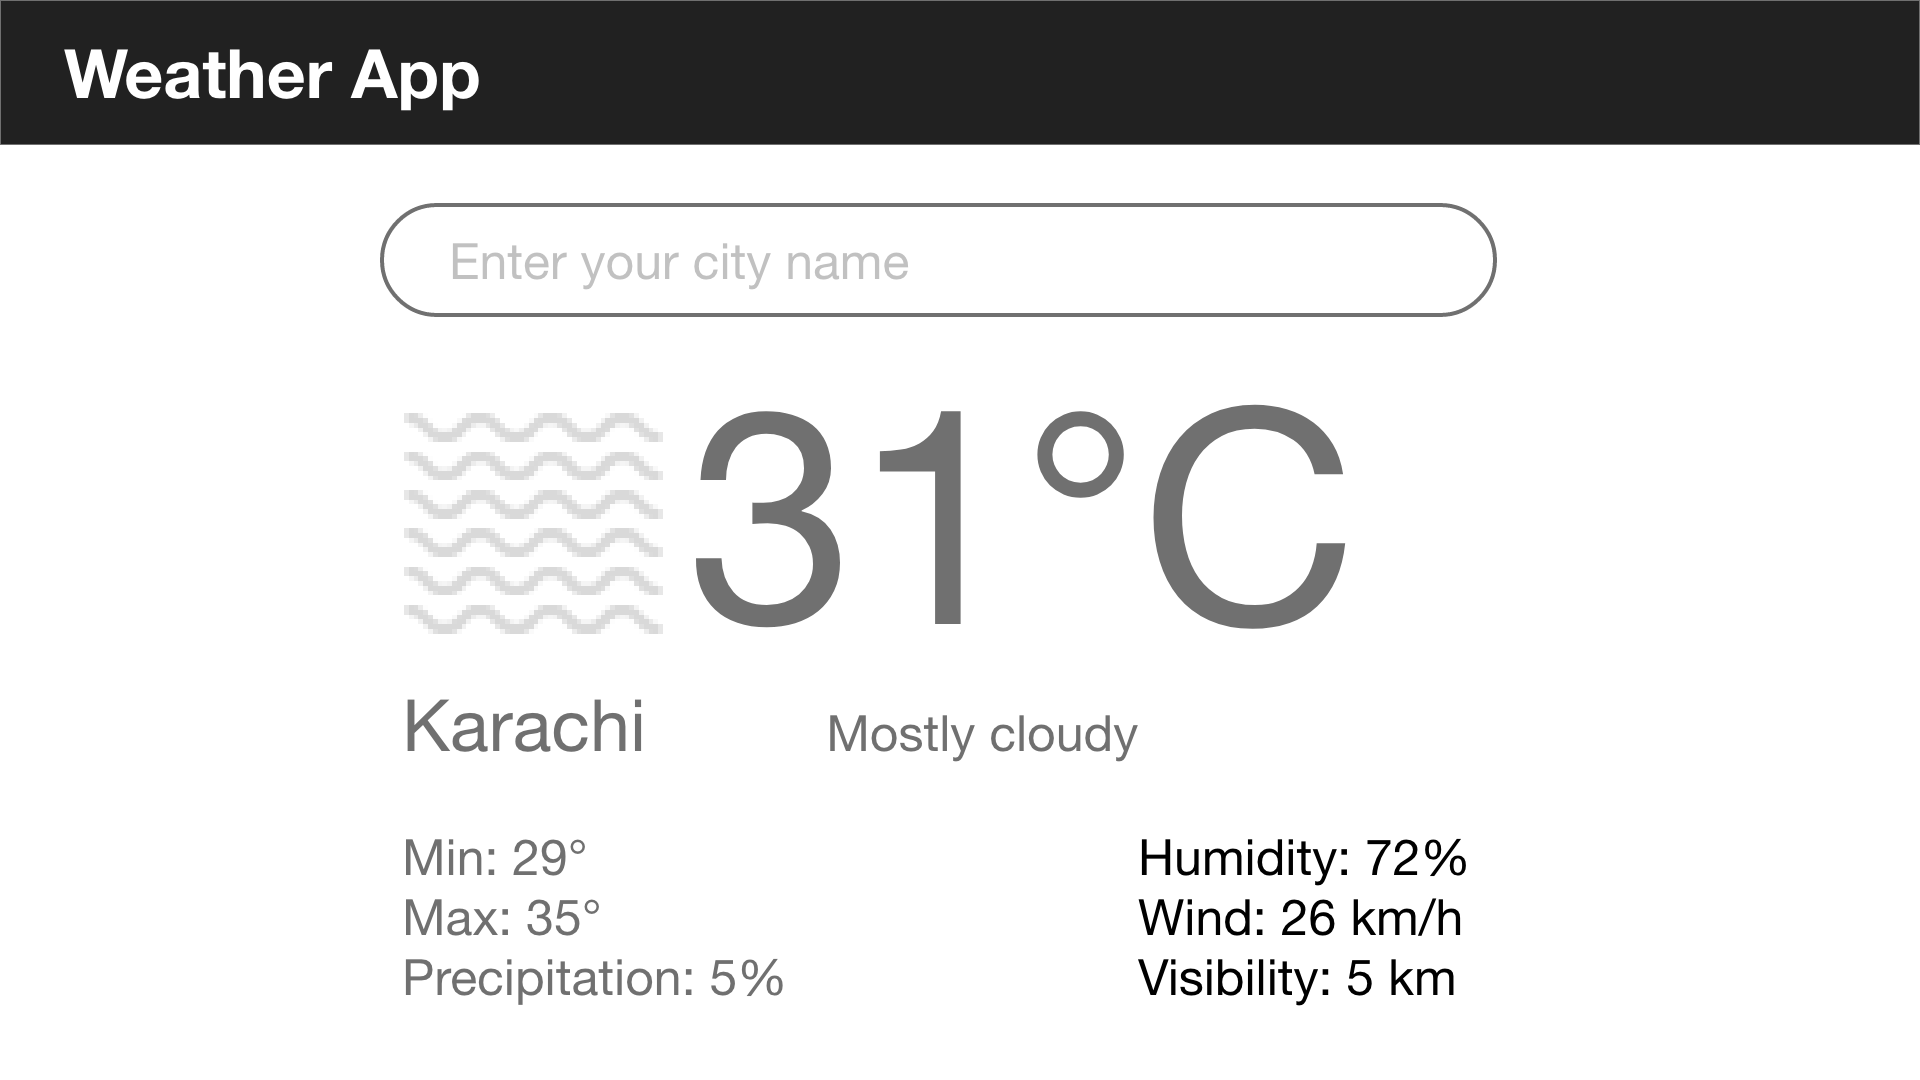 Weather App
Enter your city name
31°C
Karachi
Mostly cloudy
Min: 29°
Max: 35°
Precipitation: 5%
Humidity: 72%
Wind: 26 km/h
Visibility: 5 km